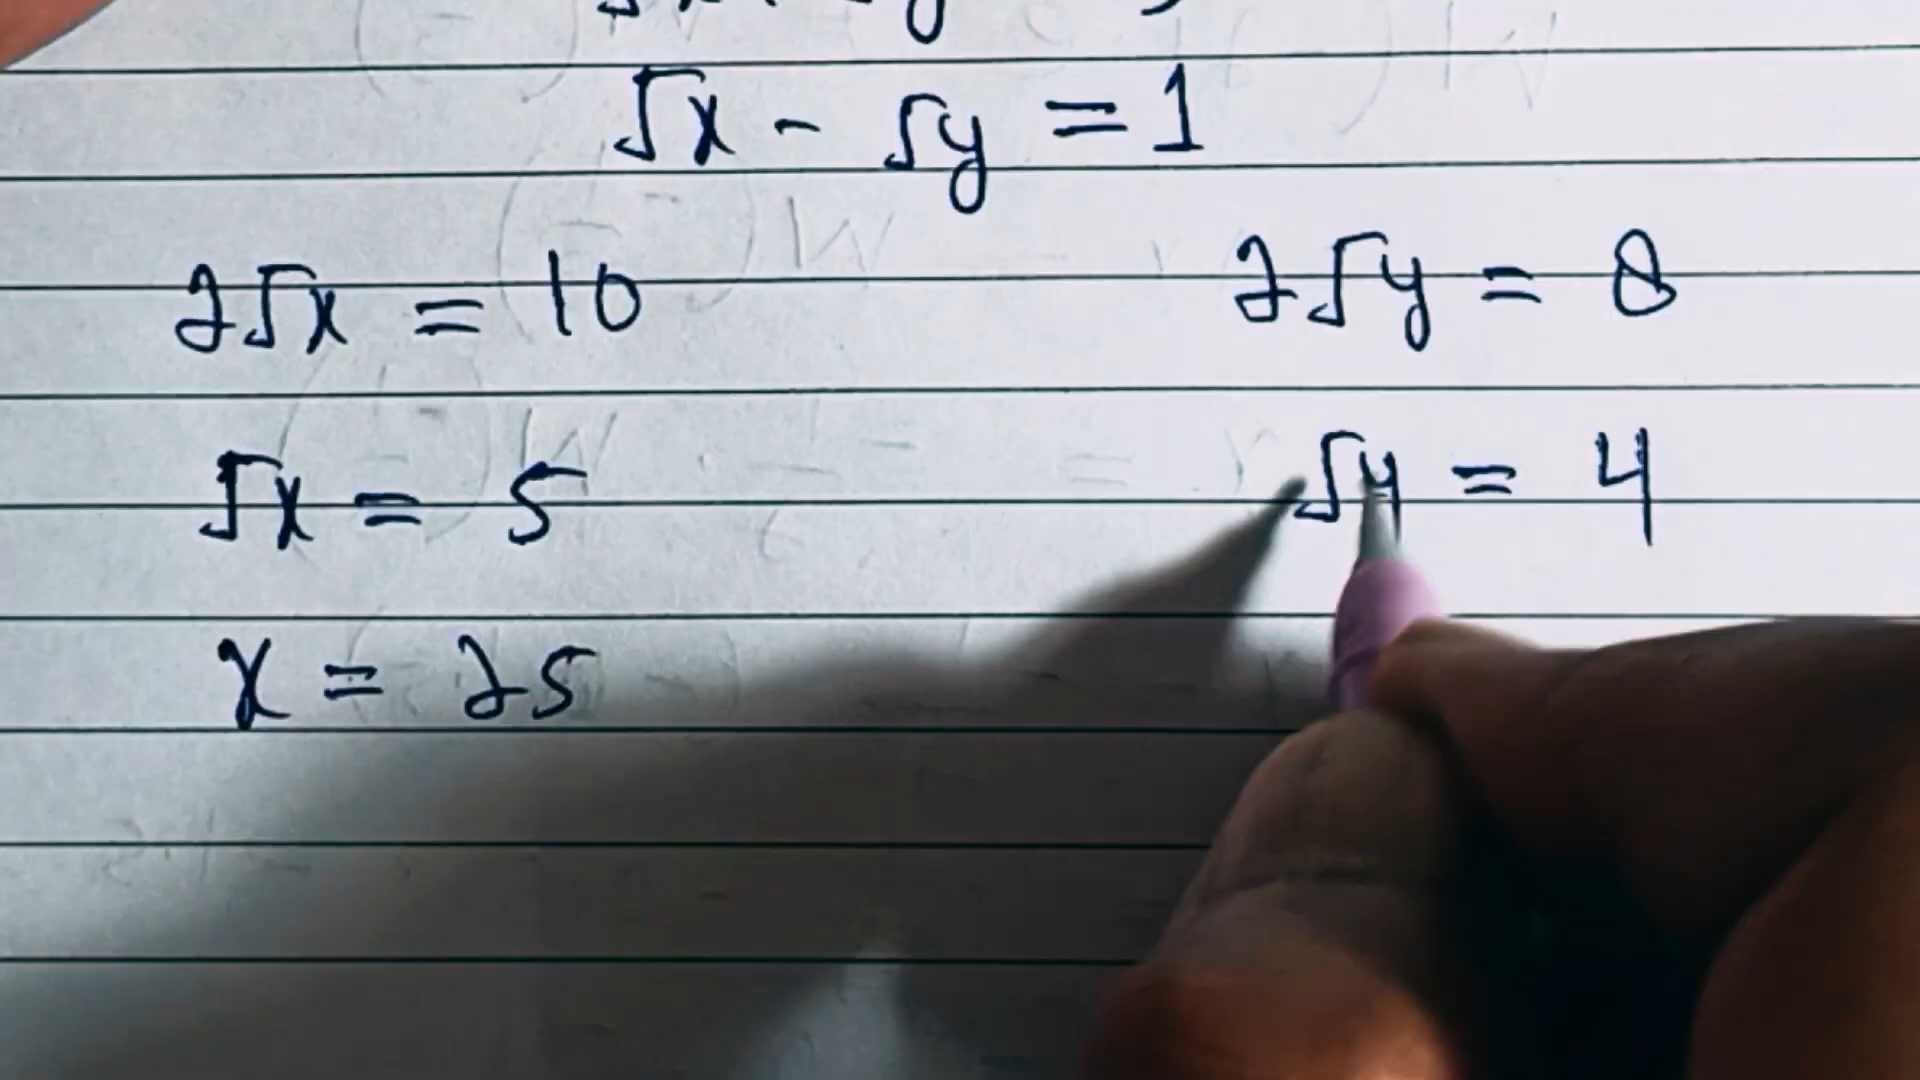 √x - √y = 1
2√x = 10 2√y = 8
√x = 5 √y = 4
x = 25